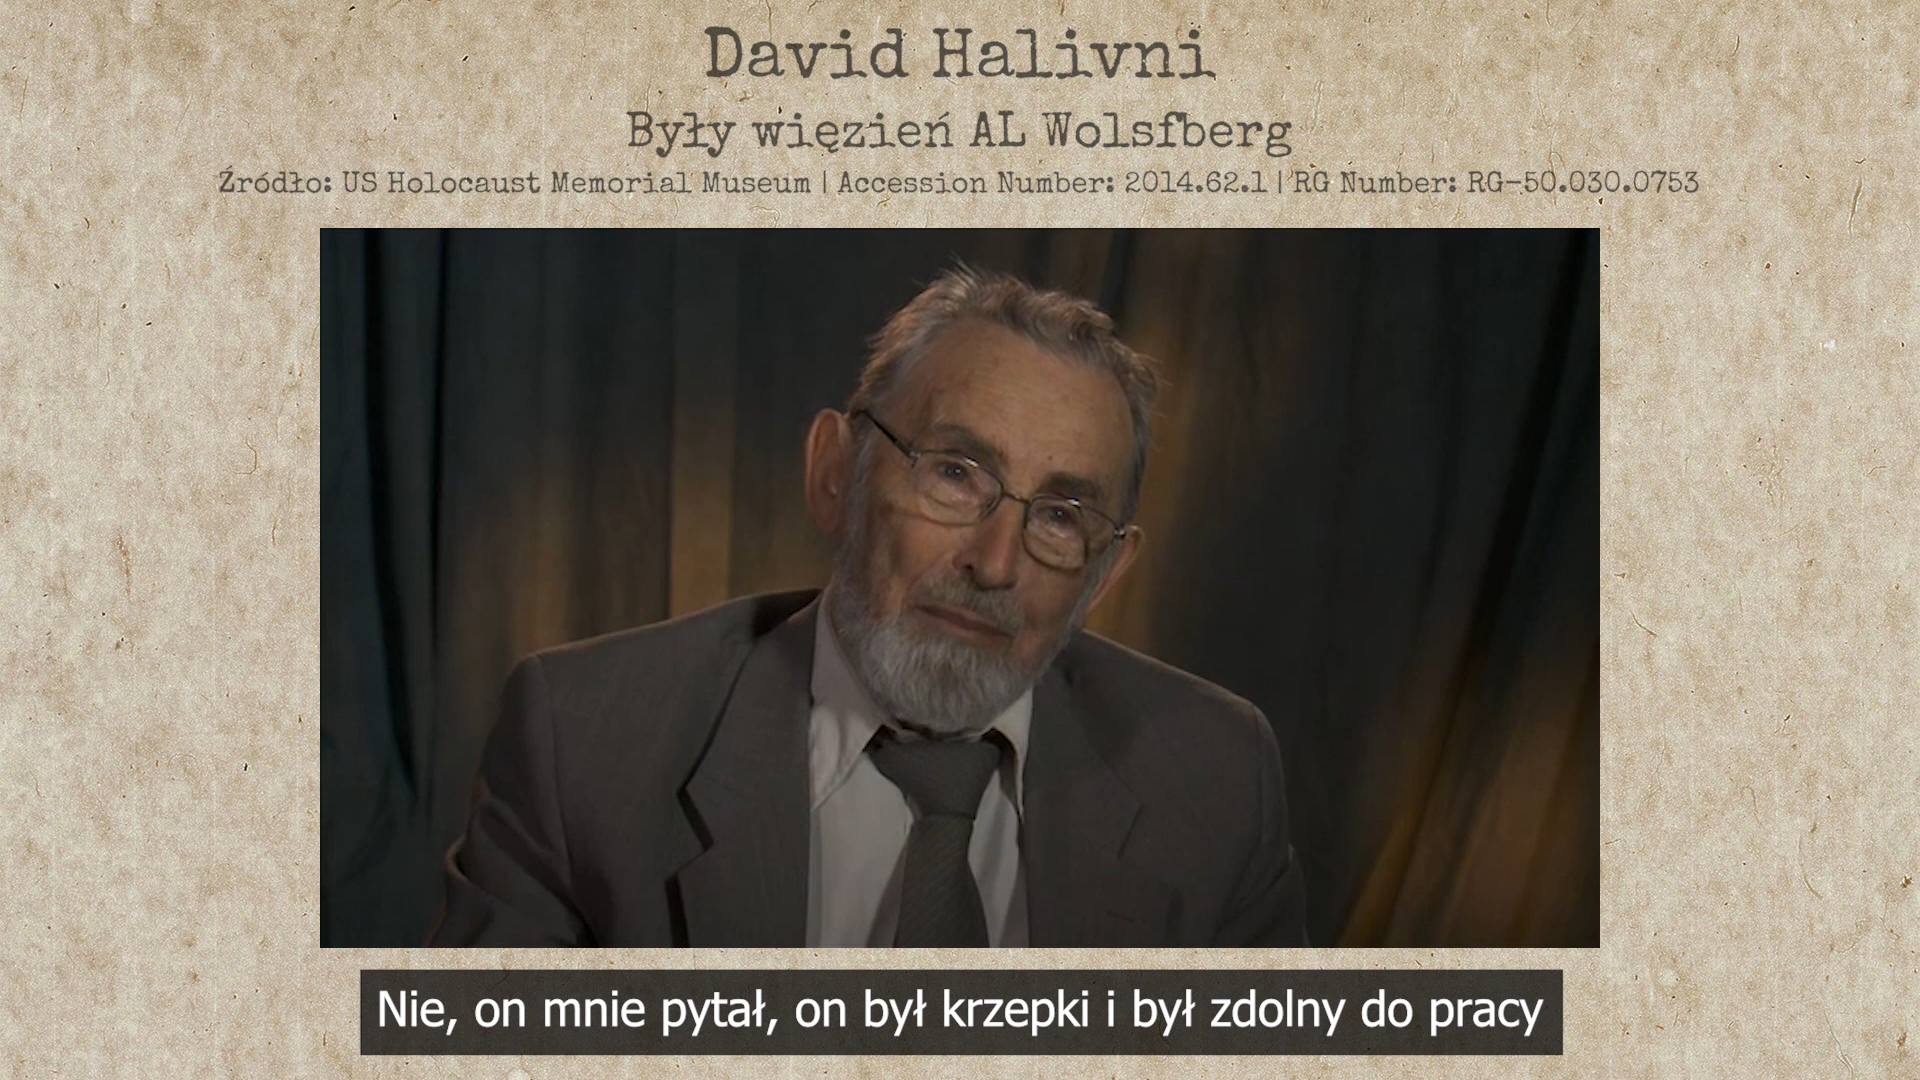 David Halivni
Były więzień AL Wolsfberg
Źródło: US Holocaust Memorial Museum | Accession Number: 2014.62.1 | RG Number: RG-50.030.0753
Nie, on mnie pytał, on był krzepki i był zdolny do pracy